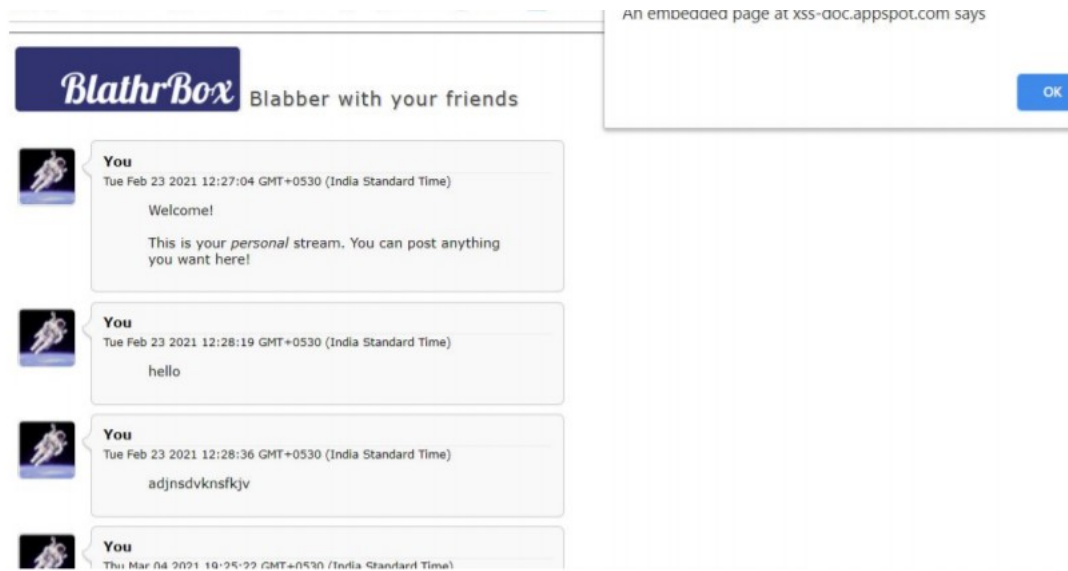 An embedded page at xss-doc.appspot.com says
OK
BlathrBox Blabber with your friends
You
Tue Feb 23 2021 12:27:04 GMT+0530 (India Standard Time)
Welcome!
This is your personal stream. You can post anything
you want here!
You
Tue Feb 23 2021 12:28:19 GMT+0530 (India Standard Time)
hello
You
Tue Feb 23 2021 12:28:36 GMT+0530 (India Standard Time)
adjnsdvknsfkjv
You
Thu Mar 04 2021 19:25:22 GMT+0530 (India Standard Time)